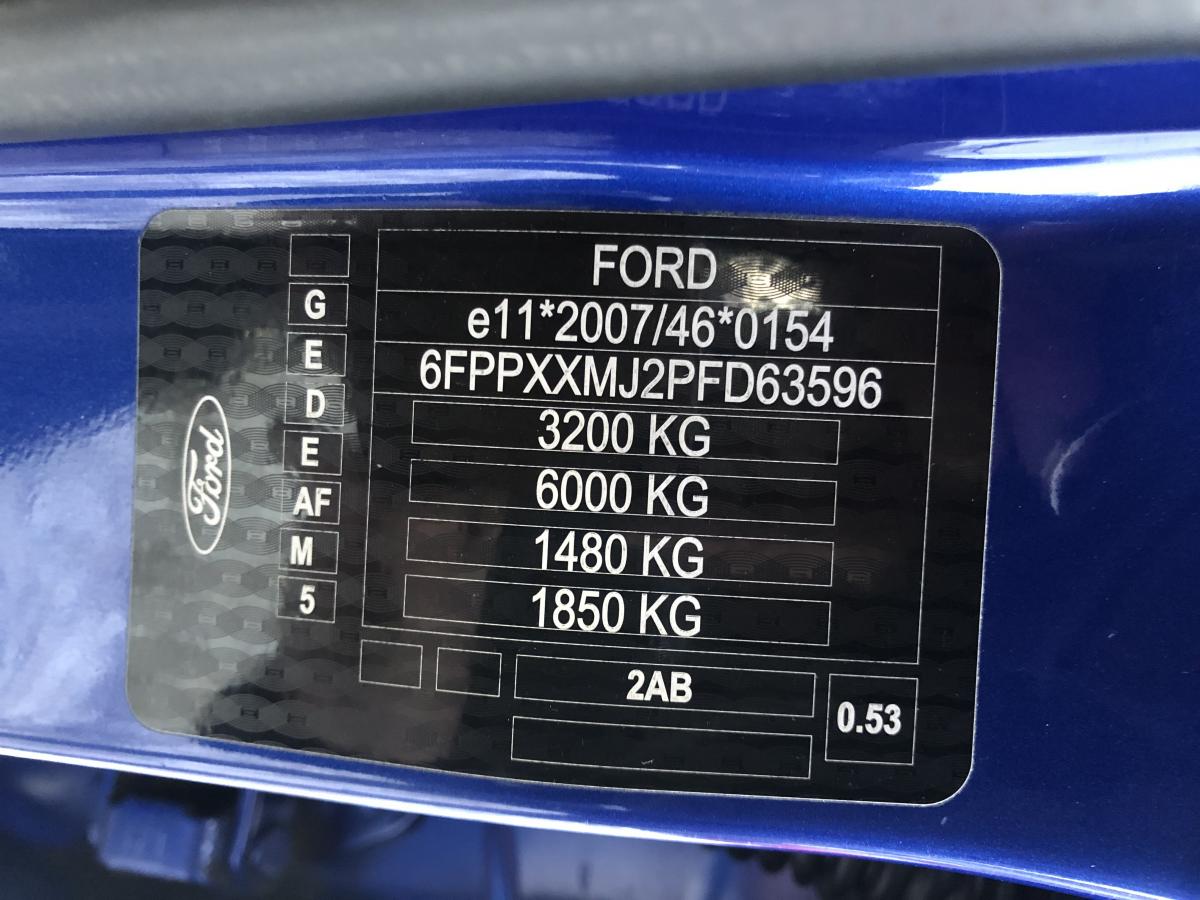 FORD
e11*2007/46*0154
6FPPXXMJ2PFD63596
3200 KG
6000 KG
1480 KG
1850 KG
G
E
D
E
AF
M
5
Ford
2AB
0.53